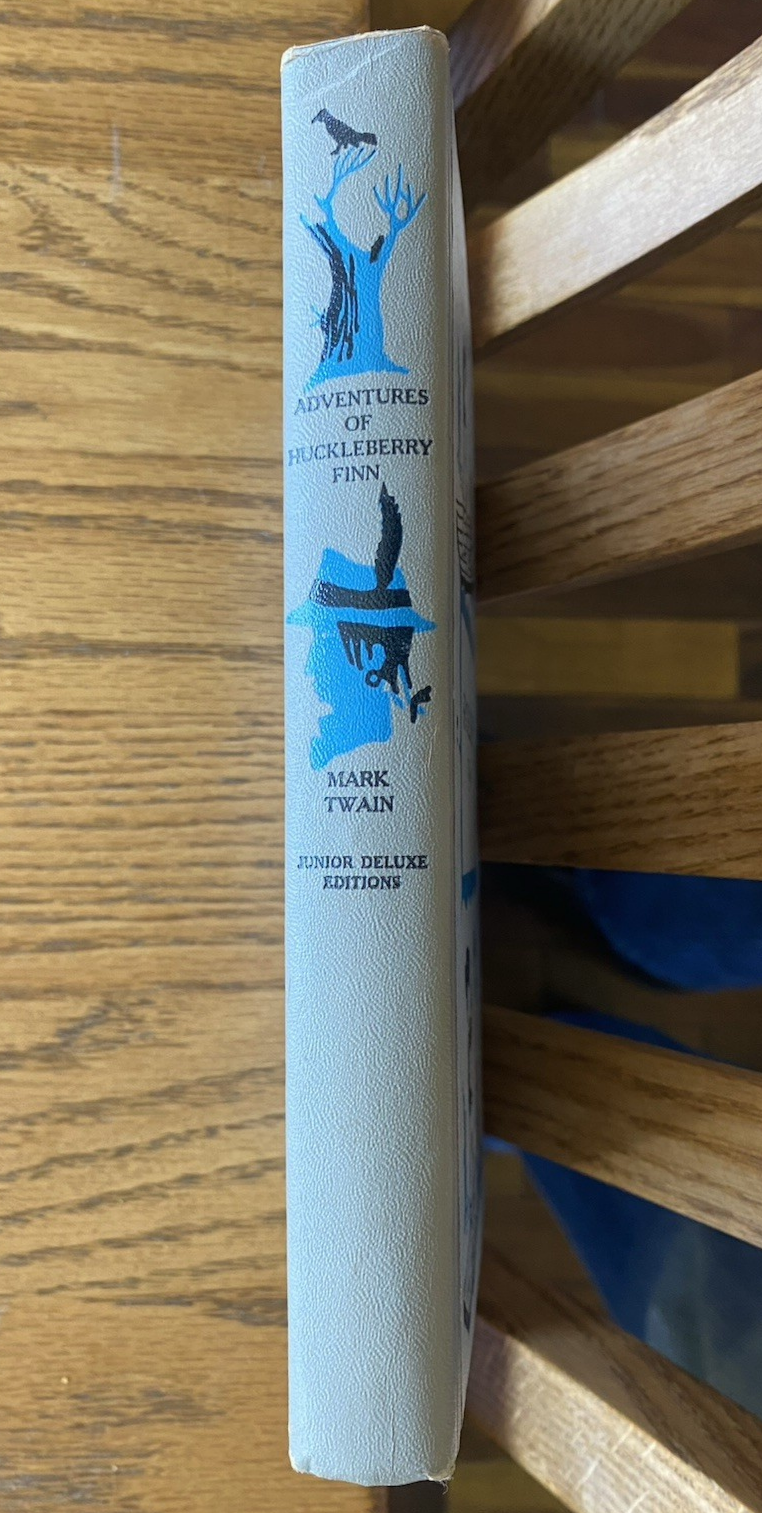 ADVENTURES
OF
HUCKLEBERRY
FINN
MARK
TWAIN
JUNIOR DELUXE
EDITIONS